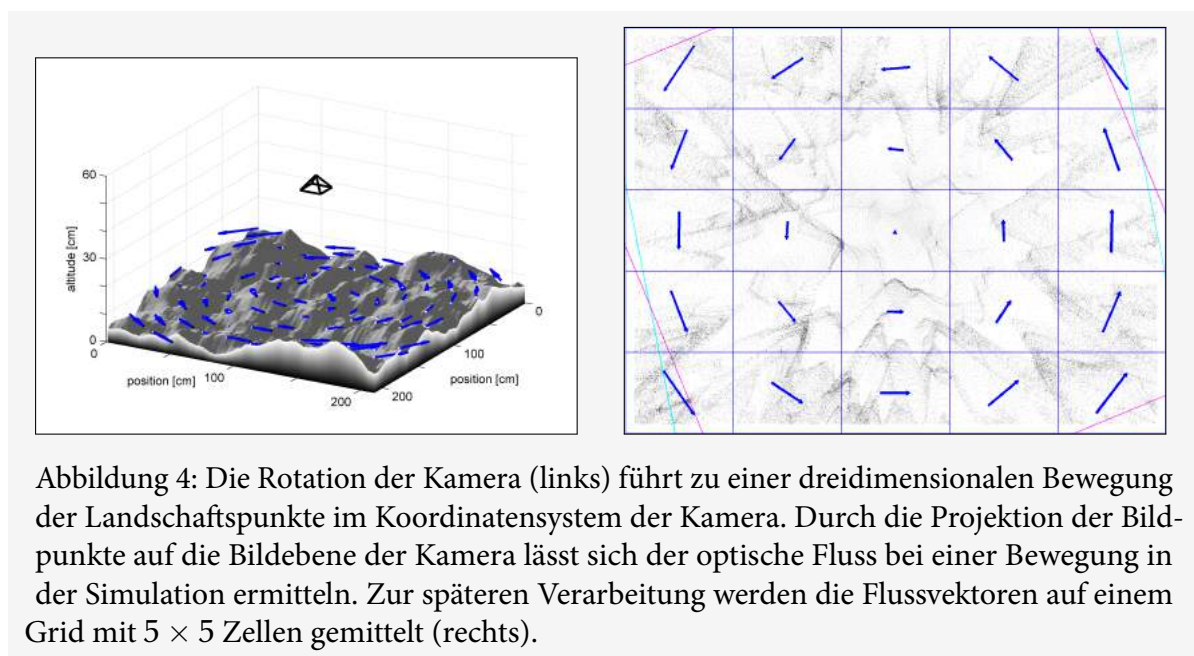 60
30
0
altitude [cm]
0
position [cm]
100
200
200
position [cm]
100
0
Abbildung 4: Die Rotation der Kamera (links) führt zu einer dreidimensionalen Bewegung
der Landschaftspunkte im Koordinatensystem der Kamera. Durch die Projektion der Bild-
punkte auf die Bildebene der Kamera lässt sich der optische Fluss bei einer Bewegung in
der Simulation ermitteln. Zur späteren Verarbeitung werden die Flussvektoren auf einem
Grid mit 5 × 5 Zellen gemittelt (rechts).